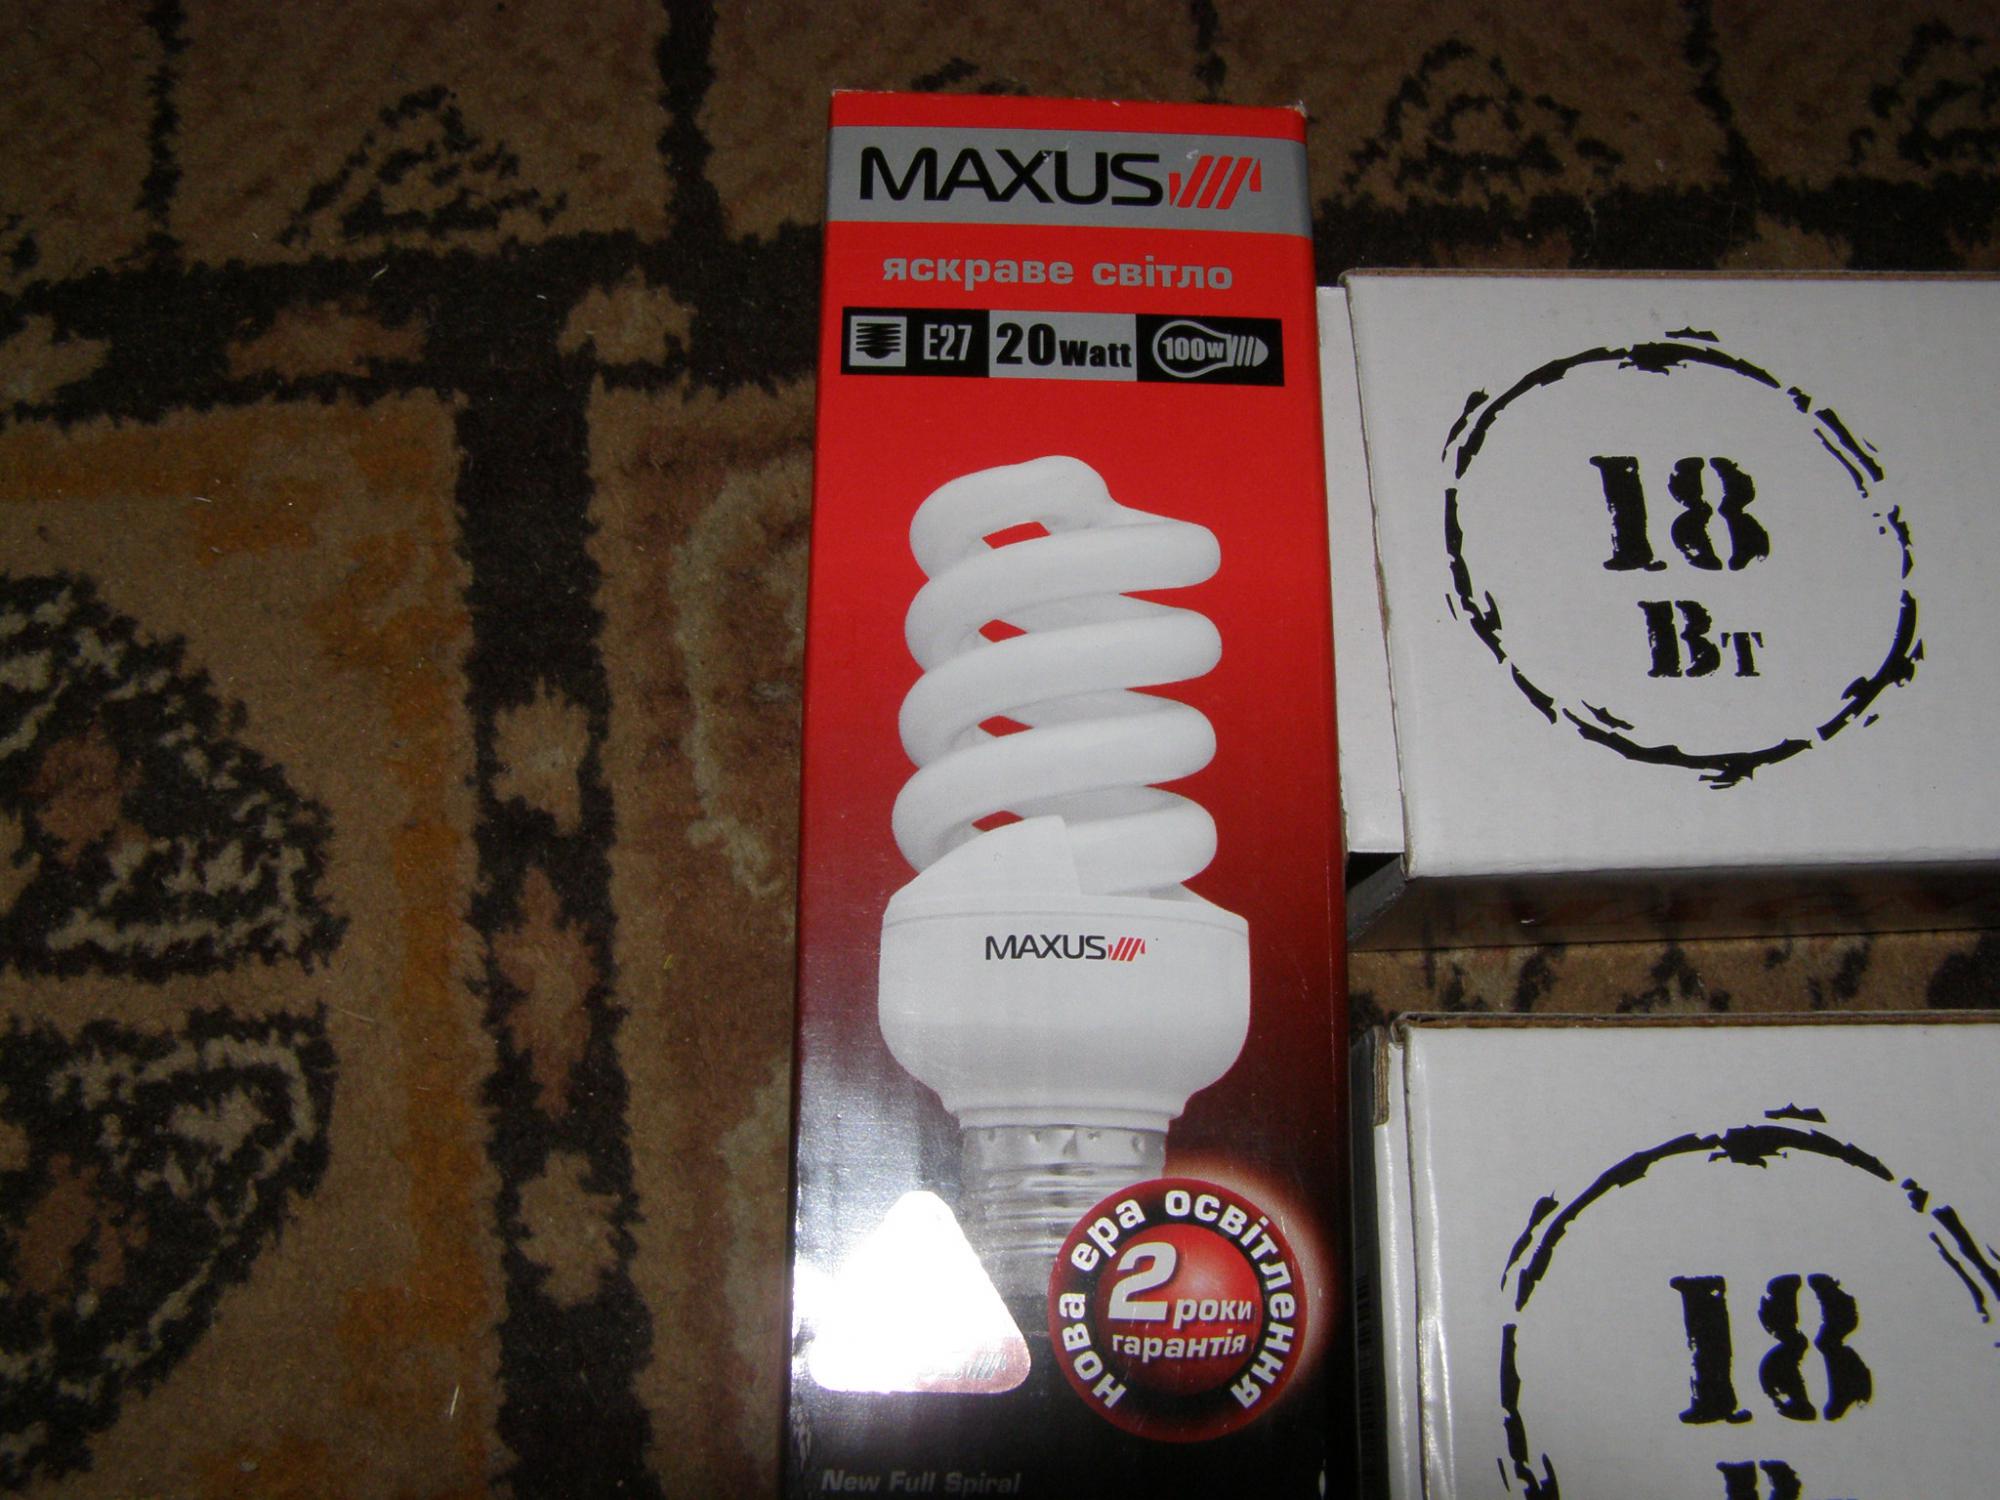 MAXUS
яскраве світло
E27 20Watt 100W
MAXUS
нова ера освітлення
2 роки
гарантія
New Full Spiral
18
Вт
18